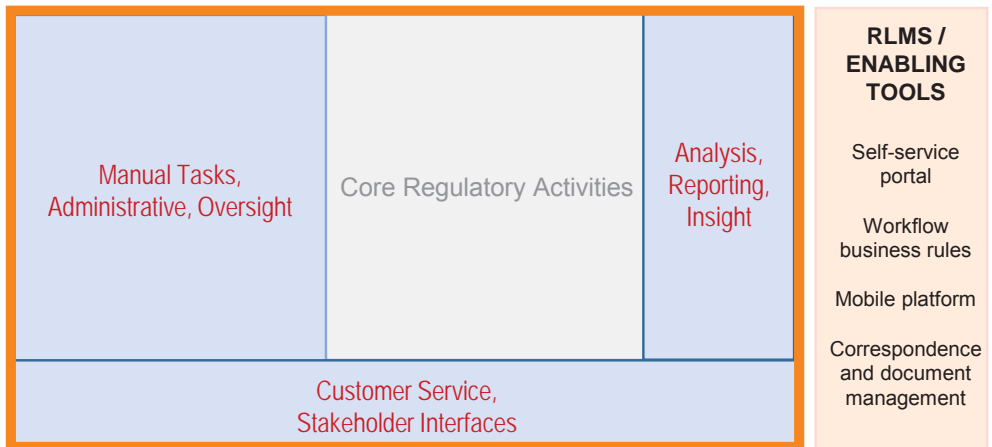 Manual Tasks,
Administrative, Oversight
Core Regulatory Activities
Analysis,
Reporting,
Insight
Customer Service,
Stakeholder Interfaces
RLMS /
ENABLING
TOOLS
Self-service
portal
Workflow
business rules
Mobile platform
Correspondence
and document
management